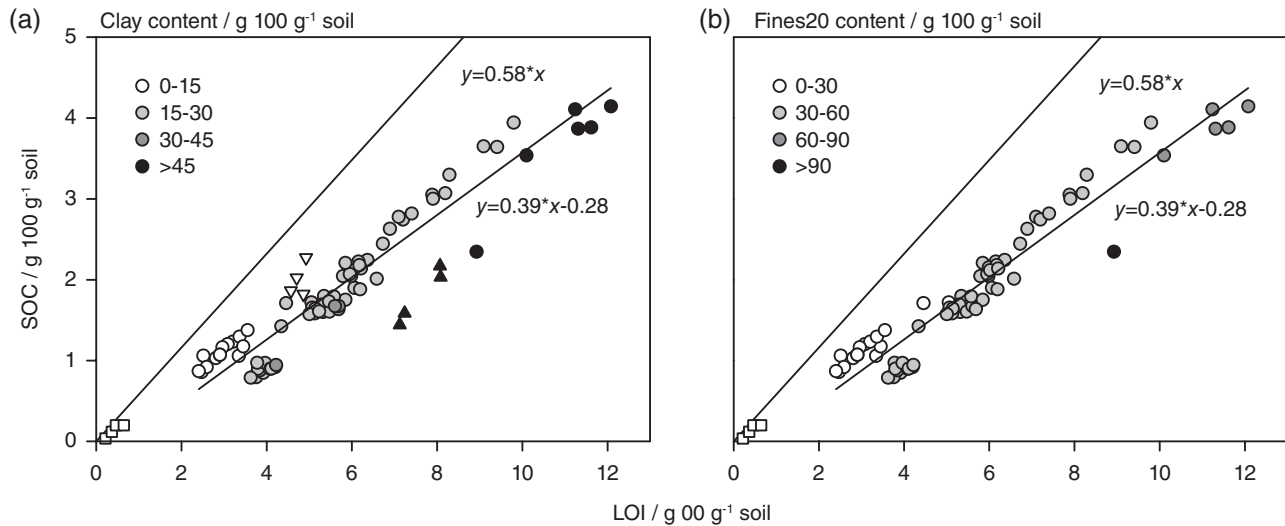 (a) Clay content / g 100 g⁻¹ soil
5
4
3
2
1
0
SOC / g 100 g⁻¹ soil
0-15
15-30
30-45
>45
y=0.58*x
y=0.39*x-0.28
0 2 4 6 8 10 12
(b) Fines20 content / g 100 g⁻¹ soil
0-30
30-60
60-90
>90
y=0.58*x
y=0.39*x-0.28
0 2 4 6 8 10 12
LOI / g 00 g⁻¹ soil